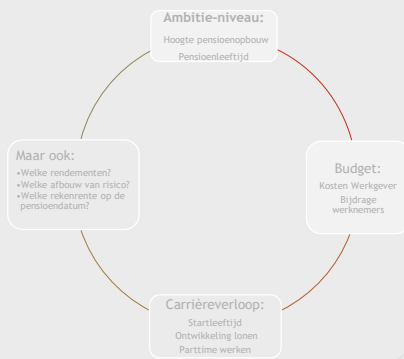 Ambitie-niveau:
Hoogte pensioenopbouw
Pensioenleeftijd
Budget:
Kosten Werkgever
Bijdrage
werknemers
Carrièreverloop:
Startleeftijd
Ontwikkeling lonen
Parttime werken
Maar ook:
•Welke rendementen?
•Welke afbouw van risico?
•Welke rekenrente op de
pensioendatum?